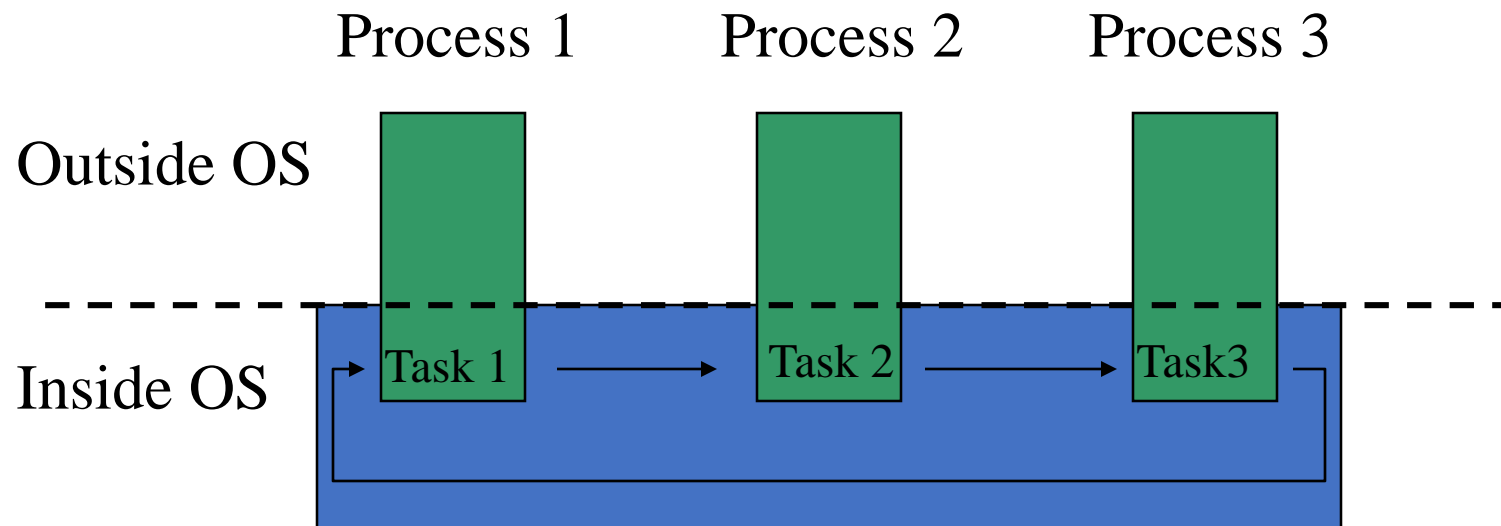 Process 1
Process 2
Process 3
Outside OS
Inside OS
Task 1
Task 2
Task3